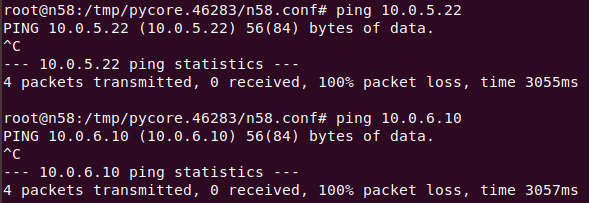 root@n58:/tmp/pycore.46283/n58.conf# ping 10.0.5.22
PING 10.0.5.22 (10.0.5.22) 56(84) bytes of data.
^C
--- 10.0.5.22 ping statistics ---
4 packets transmitted, 0 received, 100% packet loss, time 3055ms

root@n58:/tmp/pycore.46283/n58.conf# ping 10.0.6.10
PING 10.0.6.10 (10.0.6.10) 56(84) bytes of data.
^C
--- 10.0.6.10 ping statistics ---
4 packets transmitted, 0 received, 100% packet loss, time 3057ms